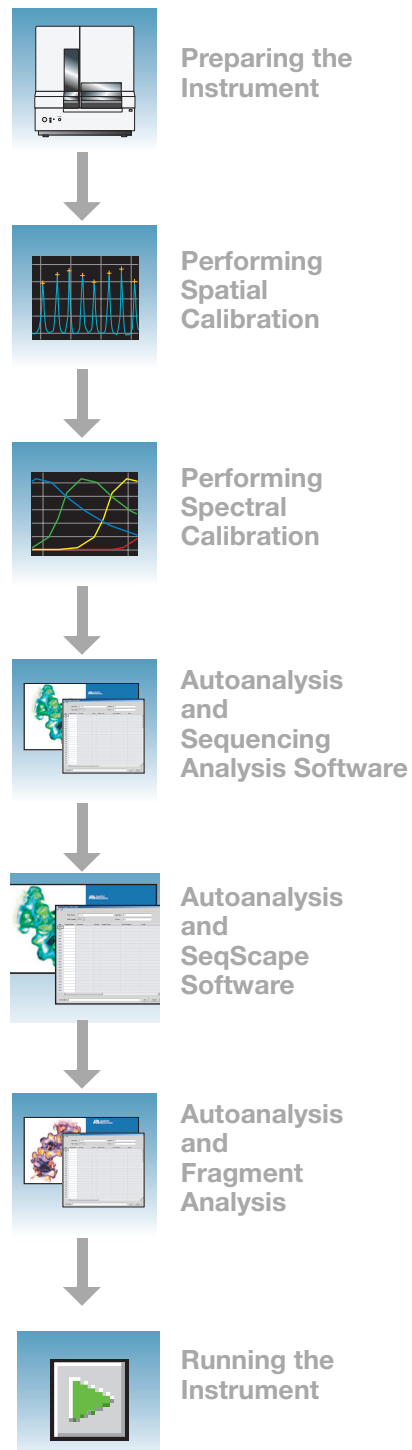 Preparing the
Instrument
Performing
Spatial
Calibration
Performing
Spectral
Calibration
Autoanalysis
and
Sequencing
Analysis Software
Autoanalysis
and
SeqScape
Software
Autoanalysis
and
Fragment
Analysis
Running the
Instrument